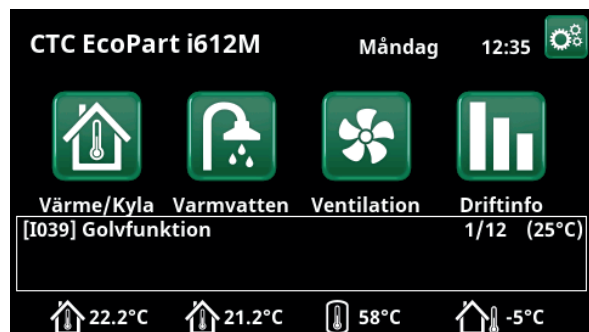 CTC EcoPart i612M Måndag 12:35
Värme/Kyla Varmvatten Ventilation Driftinfo
[I039] Golvfunktion 1/12 (25°C)
22.2°C 21.2°C 58°C -5°C